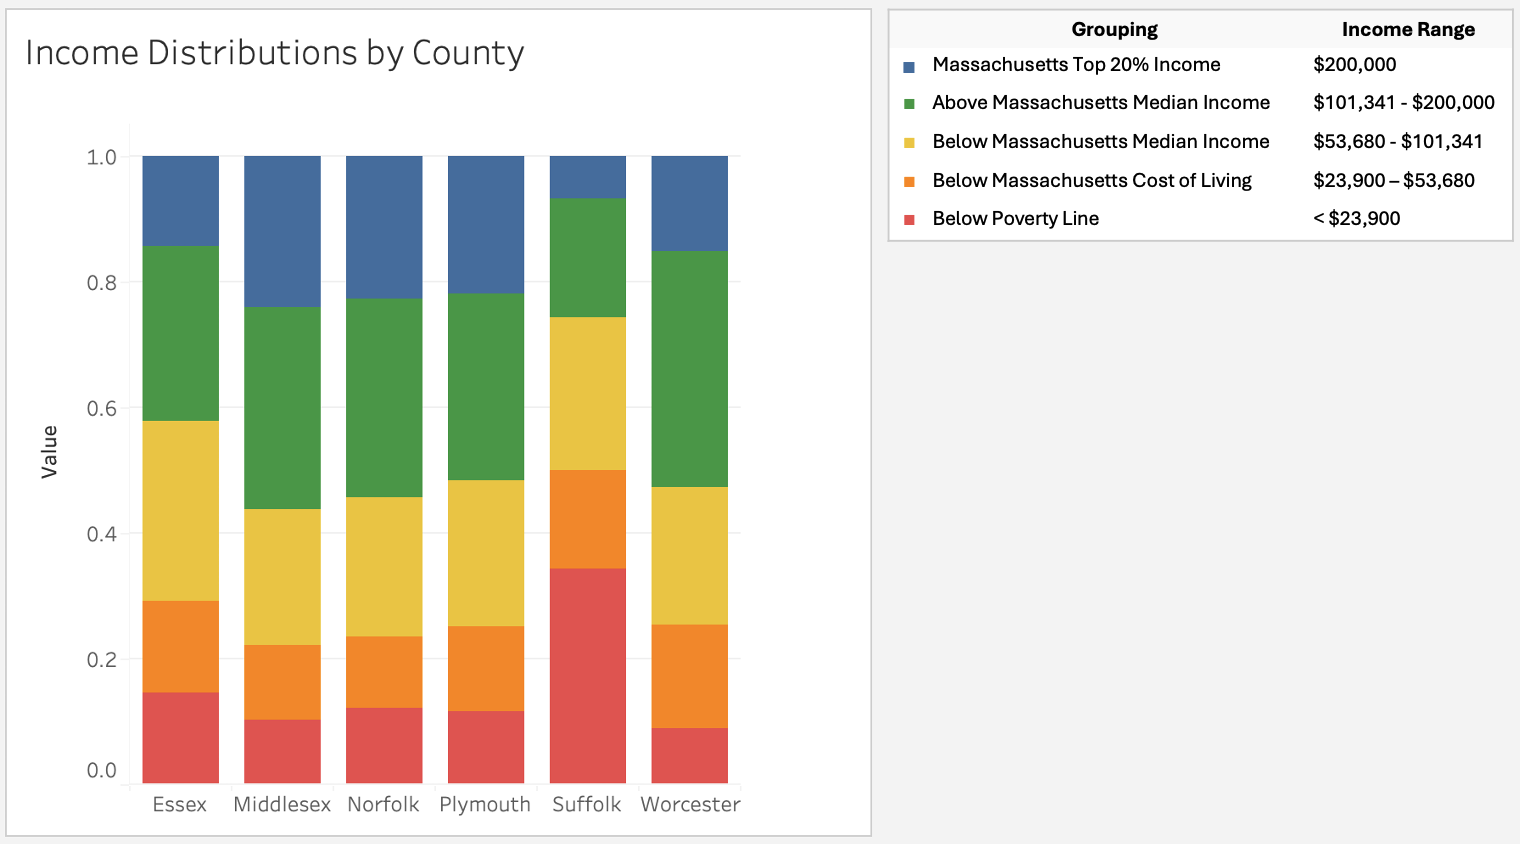 Income Distributions by County
1.0
0.8
0.6
0.4
0.2
0.0
Value
Essex Middlesex Norfolk Plymouth Suffolk Worcester
Grouping Income Range
Massachusetts Top 20% Income $200,000
Above Massachusetts Median Income $101,341 - $200,000
Below Massachusetts Median Income $53,680 - $101,341
Below Massachusetts Cost of Living $23,900 – $53,680
Below Poverty Line < $23,900